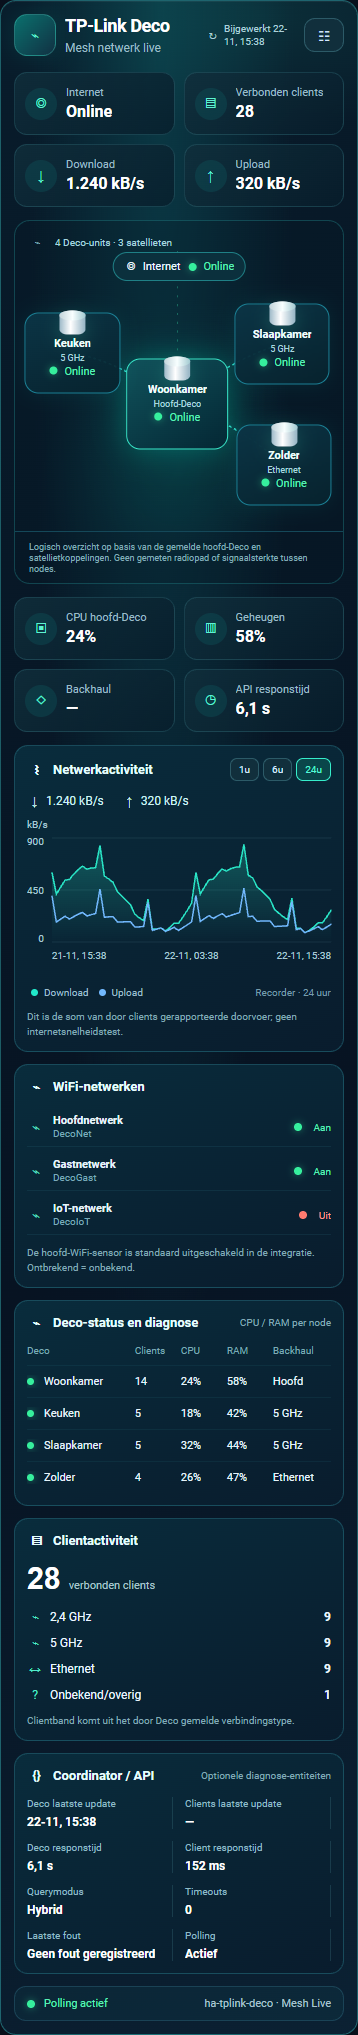 TP-Link Deco
Mesh netwerk live
Bijgewerkt 22-
11, 15:38
Internet
Online
Verbonden clients
28
Download
1.240 kB/s
Upload
320 kB/s
4 Deco-units · 3 satellieten
Internet Online
Keuken
5 GHz
Online
Slaapkamer
5 GHz
Online
Woonkamer
Hoofd-Deco
Online
Zolder
Ethernet
Online
Logisch overzicht op basis van de gemelde hoofd-Deco en
satellietkoppelingen. Geen gemeten radiopad of signaalsterkte tussen
nodes.
CPU hoofd-Deco
24%
Geheugen
58%
Backhaul
—
API responstijd
6,1 s
Netwerkactiviteit
1u 6u 24u
↓ 1.240 kB/s ↑ 320 kB/s
kB/s
900
450
0
21-11, 15:38 22-11, 03:38 22-11, 15:38
Download Upload Recorder · 24 uur
Dit is de som van door clients gerapporteerde doorvoer; geen
internetsnelheidstest.
WiFi-netwerken
Hoofdnetwerk
DecoNet
Aan
Gastnetwerk
DecoGast
Aan
IoT-netwerk
DecoIoT
Uit
De hoofd-WiFi-sensor is standaard uitgeschakeld in de integratie.
Ontbrekend = onbekend.
Deco-status en diagnose CPU / RAM per node
Deco Clients CPU RAM Backhaul
Woonkamer 14 24% 58% Hoofd
Keuken 5 18% 42% 5 GHz
Slaapkamer 5 32% 44% 5 GHz
Zolder 4 26% 47% Ethernet
Clientactiviteit
28 verbonden clients
2,4 GHz 9
5 GHz 9
Ethernet 9
? Onbekend/overig 1
Clientband komt uit het door Deco gemelde verbindingstype.
{} Coordinator / API Optionele diagnose-entiteiten
Deco laatste update
22-11, 15:38
Clients laatste update
—
Deco responstijd
6,1 s
Client responstijd
152 ms
Querymodus
Hybrid
Timeouts
0
Laatste fout
Geen fout geregistreerd
Polling
Actief
Polling actief ha-tplink-deco · Mesh Live